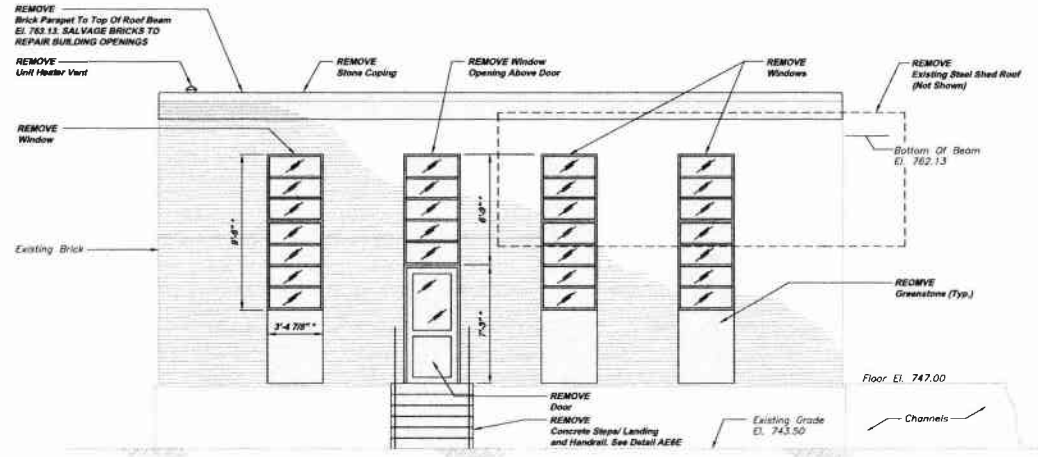 REMOVE
Brick Parapet To Top Of Roof Beam
El. 763.13. SALVAGE BRICKS TO
REPAIR BUILDING OPENINGS
REMOVE
Unit Heater Vent
REMOVE
Stone Coping
REMOVE Window
Opening Above Door
REMOVE
Windows
REMOVE
Existing Steel Shed Roof
(Not Shown)
REMOVE
Window
Bottom Of Beam
El. 762.13
Existing Brick
3'-4 7/8" *
7'-3" *
REOMVE
Greenstone (Typ.)
Floor El. 747.00
REMOVE
Door
REMOVE
Concrete Steps/ Landing
and Handrail. See Detail AE6E
Existing Grade
El. 743.50
Channels